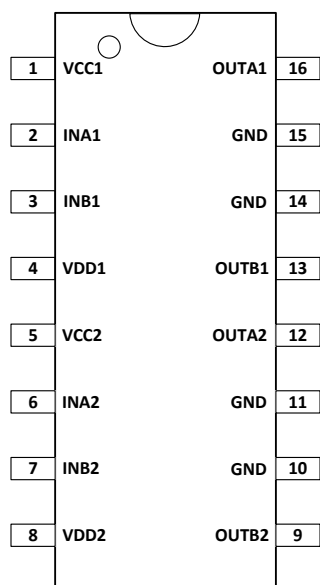 1 VCC1 OUTA1 16
2 INA1 GND 15
3 INB1 GND 14
4 VDD1 OUTB1 13
5 VCC2 OUTA2 12
6 INA2 GND 11
7 INB2 GND 10
8 VDD2 OUTB2 9